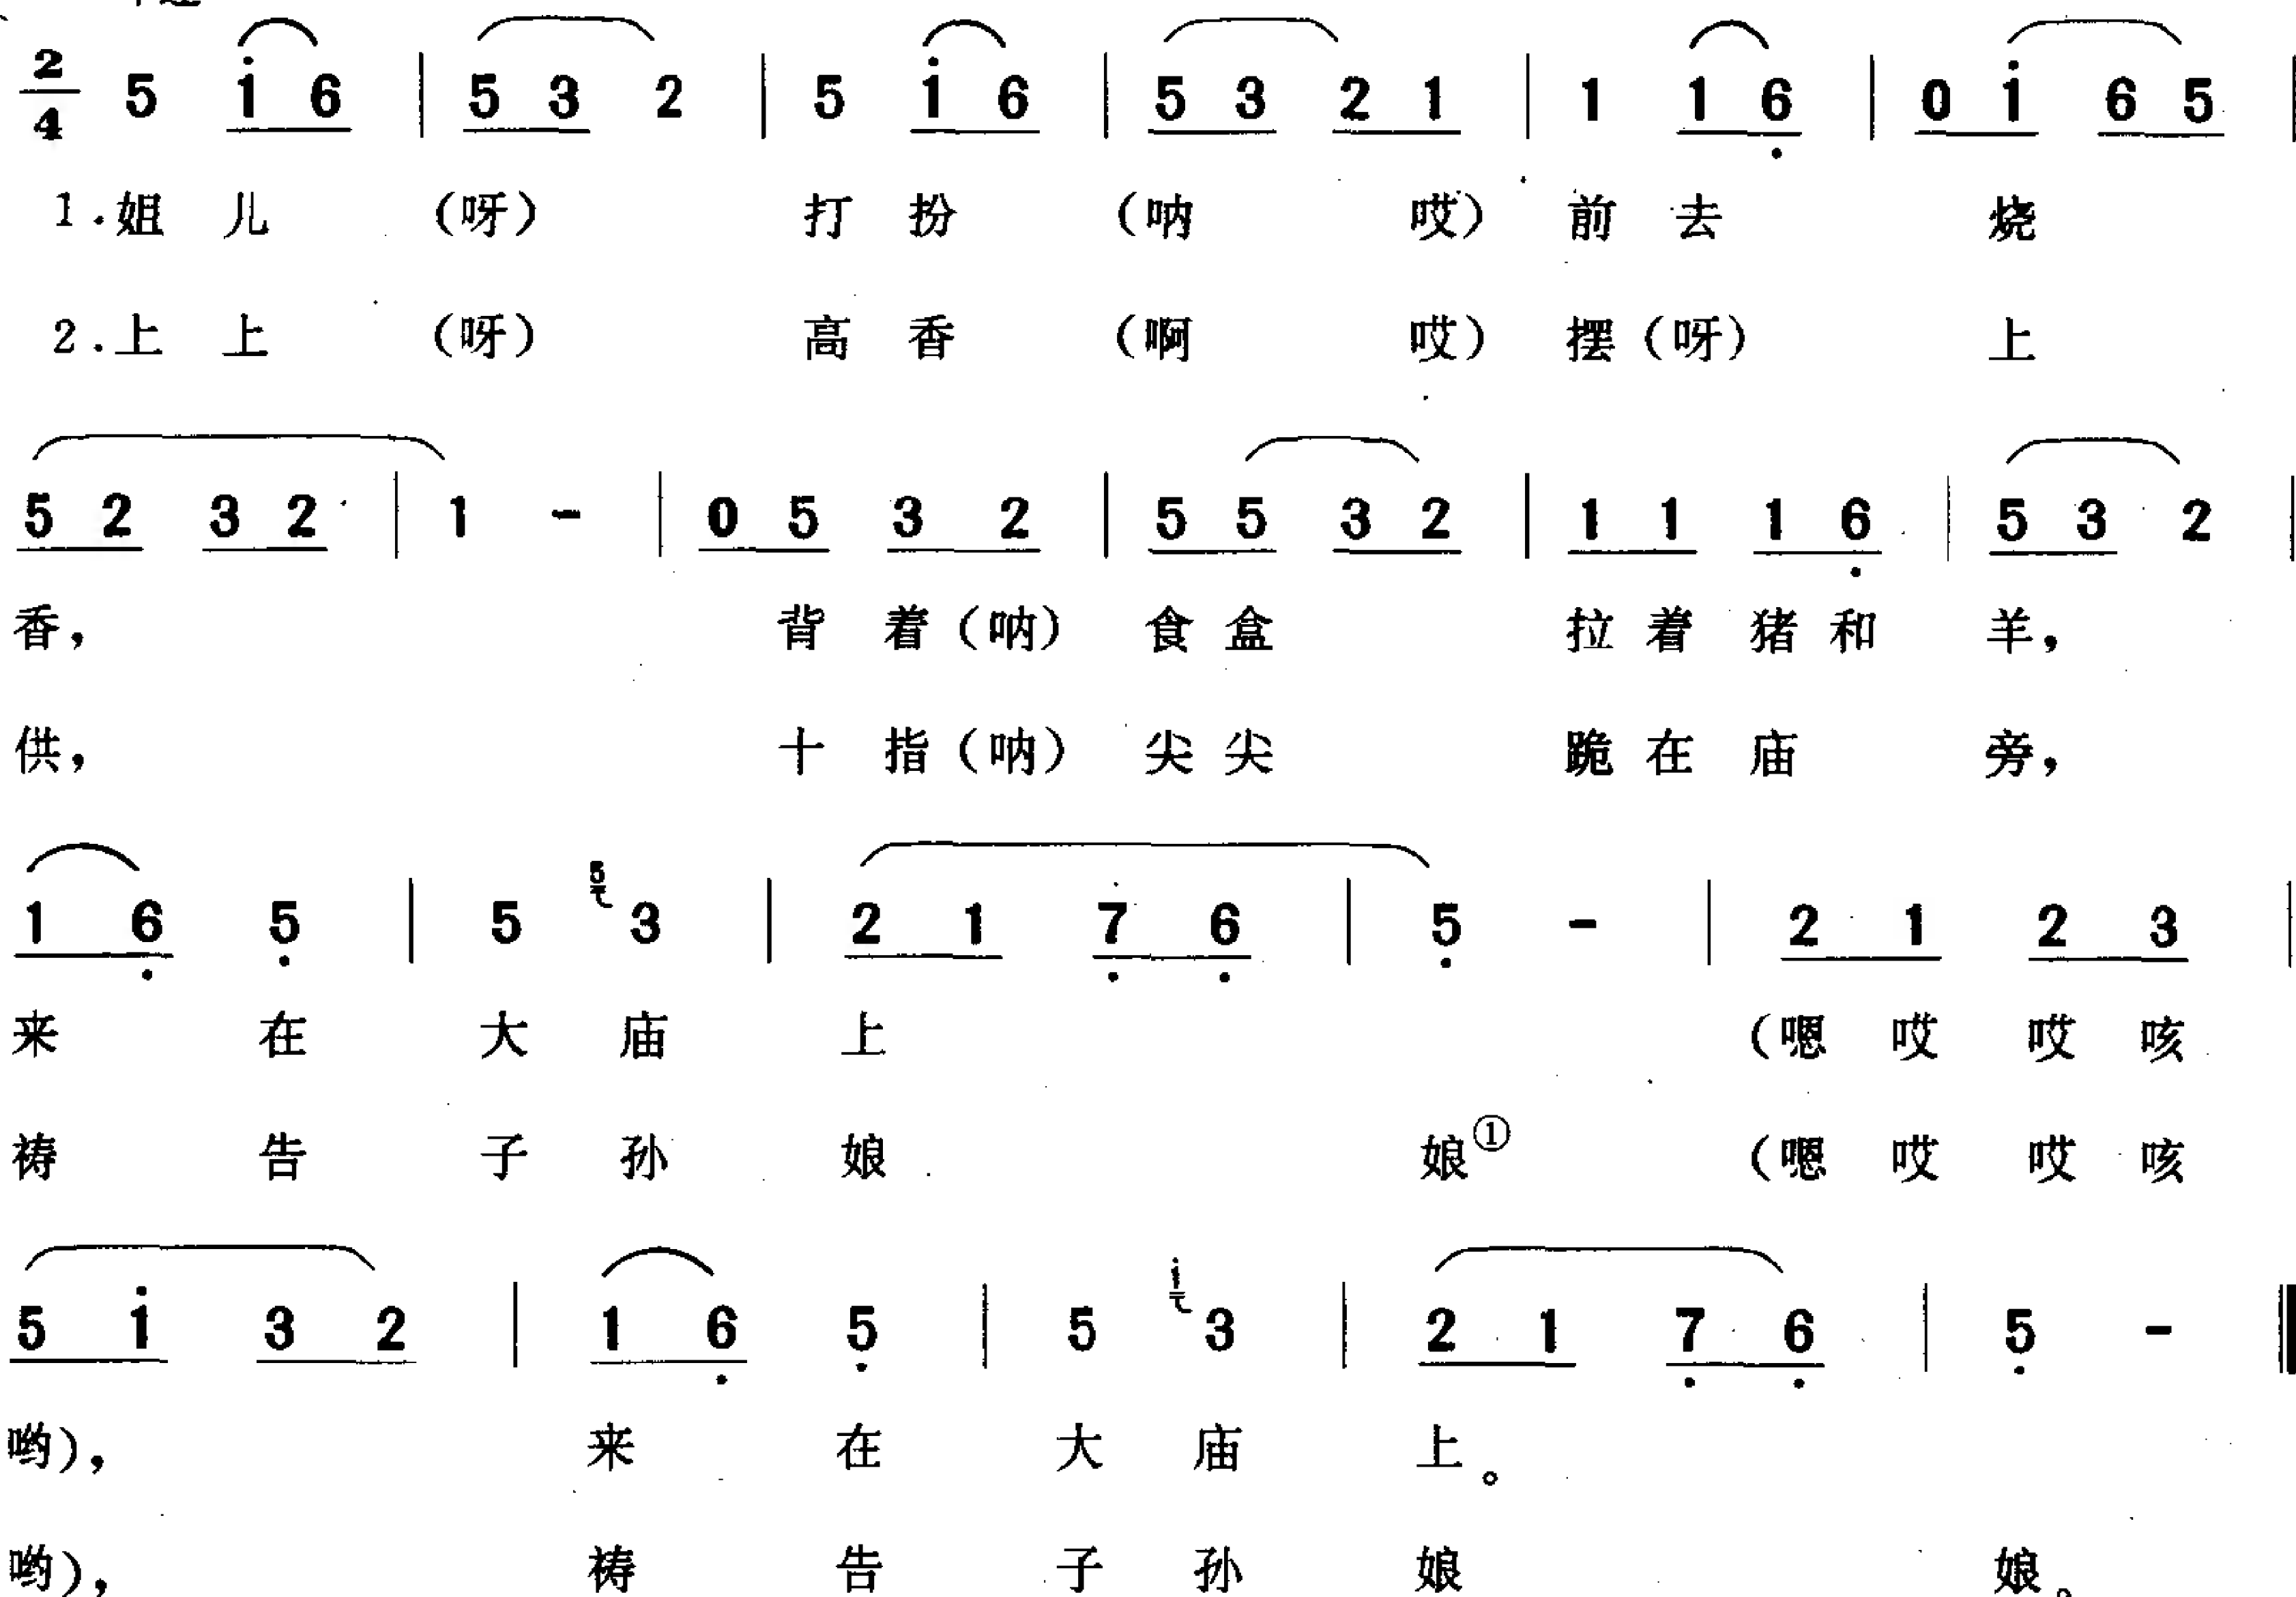 2/4 5 i̇ 6 | 5 3 2 | 5 i̇ 6 | 5 3 2 1 | 1 1 6̣ | 0 i̇ 6 5 |
1.姐 儿 (呀) 打 扮 (呐 哎) 前 去 烧
2.上 上 (呀) 高 香 (啊 哎) 摆 (呀) 上
5 2 3 2 | 1 - | 0 5 3 2 | 5 5 3 2 | 1 1 1 6̣ | 5 3 2 |
香, 背 着 (呐) 食 盒 拉 着 猪 和 羊,
供, 十 指 (呐) 尖 尖 跪 在 庙 旁,
1 6̣ 5̣ | 5 ⁵3 | 2 1 7̣ 6̣ | 5̣ - | 2 1 2 3 |
来 在 大 庙 上 (嗯 哎 哎 咳
祷 告 子 孙 娘 娘① (嗯 哎 哎 咳
5 i̇ 3 2 | 1 6̣ 5̣ | 5 i̇3 | 2 1 7̣ 6̣ | 5̣ - ‖
哟), 来 在 大 庙 上。
哟), 祷 告 子 孙 娘 娘。